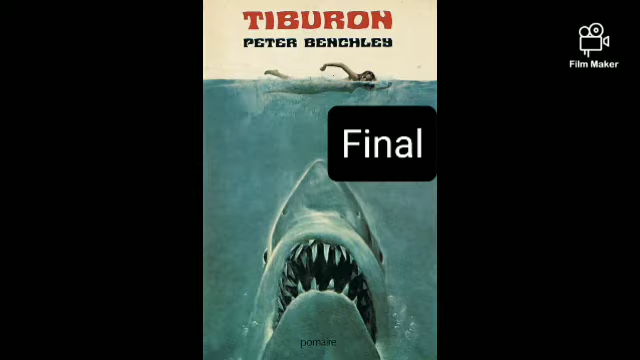 TIBURON
PETER BENCHLEY
Final
pomaire
Film Maker